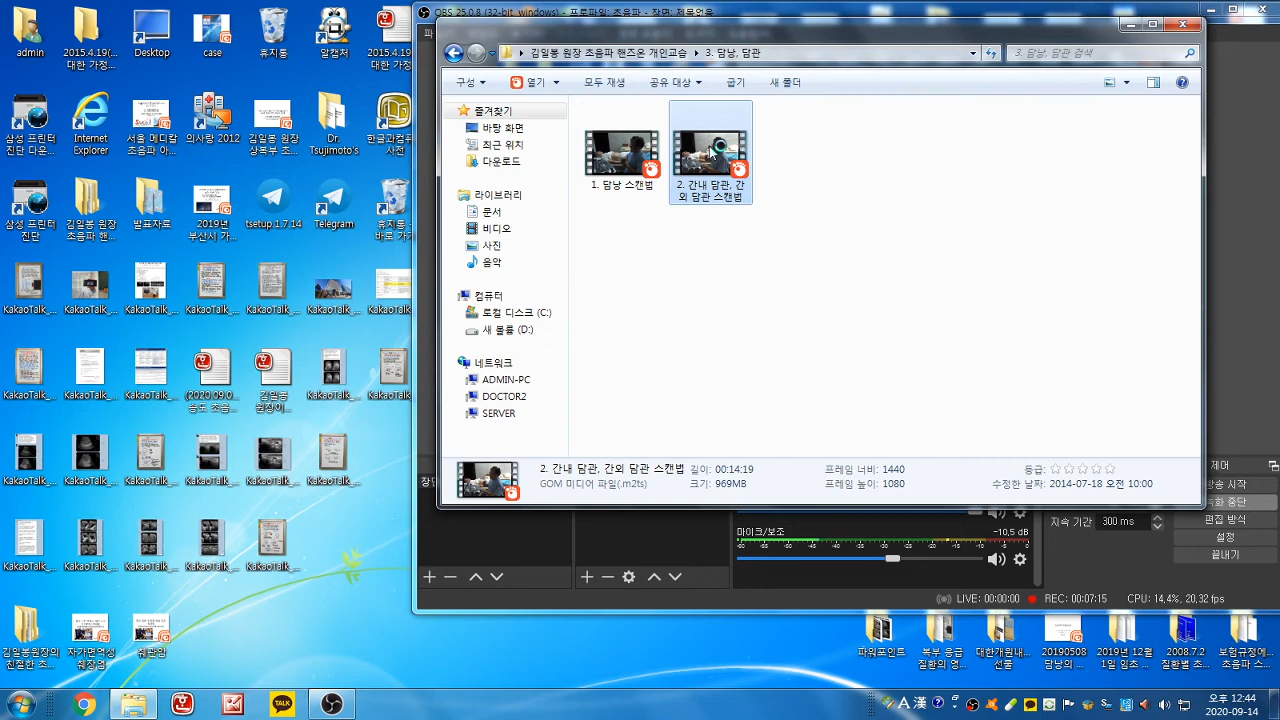 OBS 25.0.8 (32-bit, windows) - 프로파일: 초음파 - 장면: 제목없음
김일봉 원장 초음파 핸즈온 개인교습
3. 담낭, 담관
3. 담낭, 담관 검색
구성
열기
모두 재생
공유 대상
굽기
새 폴더
즐겨찾기
바탕 화면
최근 위치
다운로드
라이브러리
문서
비디오
사진
음악
컴퓨터
로컬 디스크 (C:)
새 볼륨 (D:)
네트워크
ADMIN-PC
DOCTOR2
SERVER
1. 담낭 스캔법
2. 간내 담관, 간
외 담관 스캔법
2. 간내 담관, 간외 담관 스캔법
GOM 미디어 파일(.m2ts)
길이: 00:14:19
크기: 969MB
프레임 너비: 1440
프레임 높이: 1080
등급:
수정한 날짜: 2014-07-18 오전 10:00
admin
Desktop
case
휴지통
알캡처
2015.4.19(...
대한 가정...
2015.4.19(...
대한 가정...
삼성 프린터
진단 다운...
Internet
Explorer
서울 메디칼
초음파 아...
의사랑 2012
김일봉 원장
상복부 초...
Dr.
Tsujimoto's
한글과컴퓨터
사전
삼성 프린터
진단
김일봉 원장
초음파 핸...
발표자료
2019년
부산시 가...
tsetup.1.7.14
Telegram
휴지통 -
바로 가기
KakaoTalk_...
KakaoTalk_...
KakaoTalk_...
KakaoTalk_...
KakaoTalk_...
KakaoTalk_...
KakaoTalk_...
KakaoTalk_...
KakaoTalk_...
KakaoTalk_...
(2020.09.0...
송도 초음...
김일봉
원장이...
KakaoTalk_...
KakaoTalk_...
KakaoTalk_...
KakaoTalk_...
KakaoTalk_...
KakaoTalk_...
KakaoTalk_...
KakaoTalk_...
KakaoTalk_...
KakaoTalk_...
KakaoTalk_...
KakaoTalk_...
KakaoTalk_...
김일봉원장의
친절한 초...
자가면역성
췌장염
췌장암
제어
방송 시작
녹화 중단
편집 방식
설정
끝내기
지속 기간
300 ms
마이크/보조
-10,5 dB
-60 -55 -50 -45 -40 -35 -30 -25 -20 -15 -10 -5 0
LIVE: 00:00:00
REC: 00:07:15
CPU: 14,4%, 20,32 fps
파워포인트
복부 응급
질환의 영...
대한개원내...
선물
20190508
담낭의 ...
2019년 12월
1일 임초 ...
2008.7.2
질환별 초...
보험규정에...
초음파 스...
TALK
A 漢
오후 12:44
2020-09-14